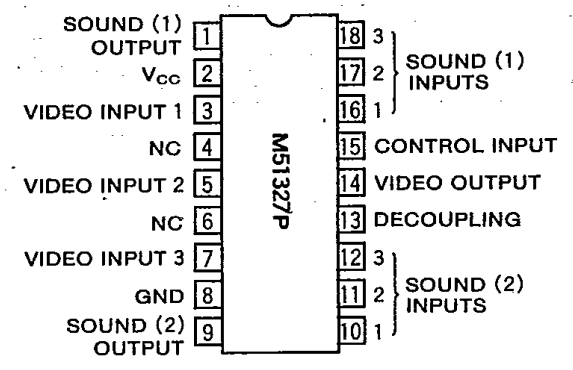 SOUND (1)
OUTPUT 1
Vcc 2
VIDEO INPUT 1 3
NC 4
VIDEO INPUT 2 5
NC 6
VIDEO INPUT 3 7
GND 8
SOUND (2)
OUTPUT 9
M51327P
18 3
17 2
16 1
SOUND (1)
INPUTS
15 CONTROL INPUT
14 VIDEO OUTPUT
13 DECOUPLING
12 3
11 2
10 1
SOUND (2)
INPUTS